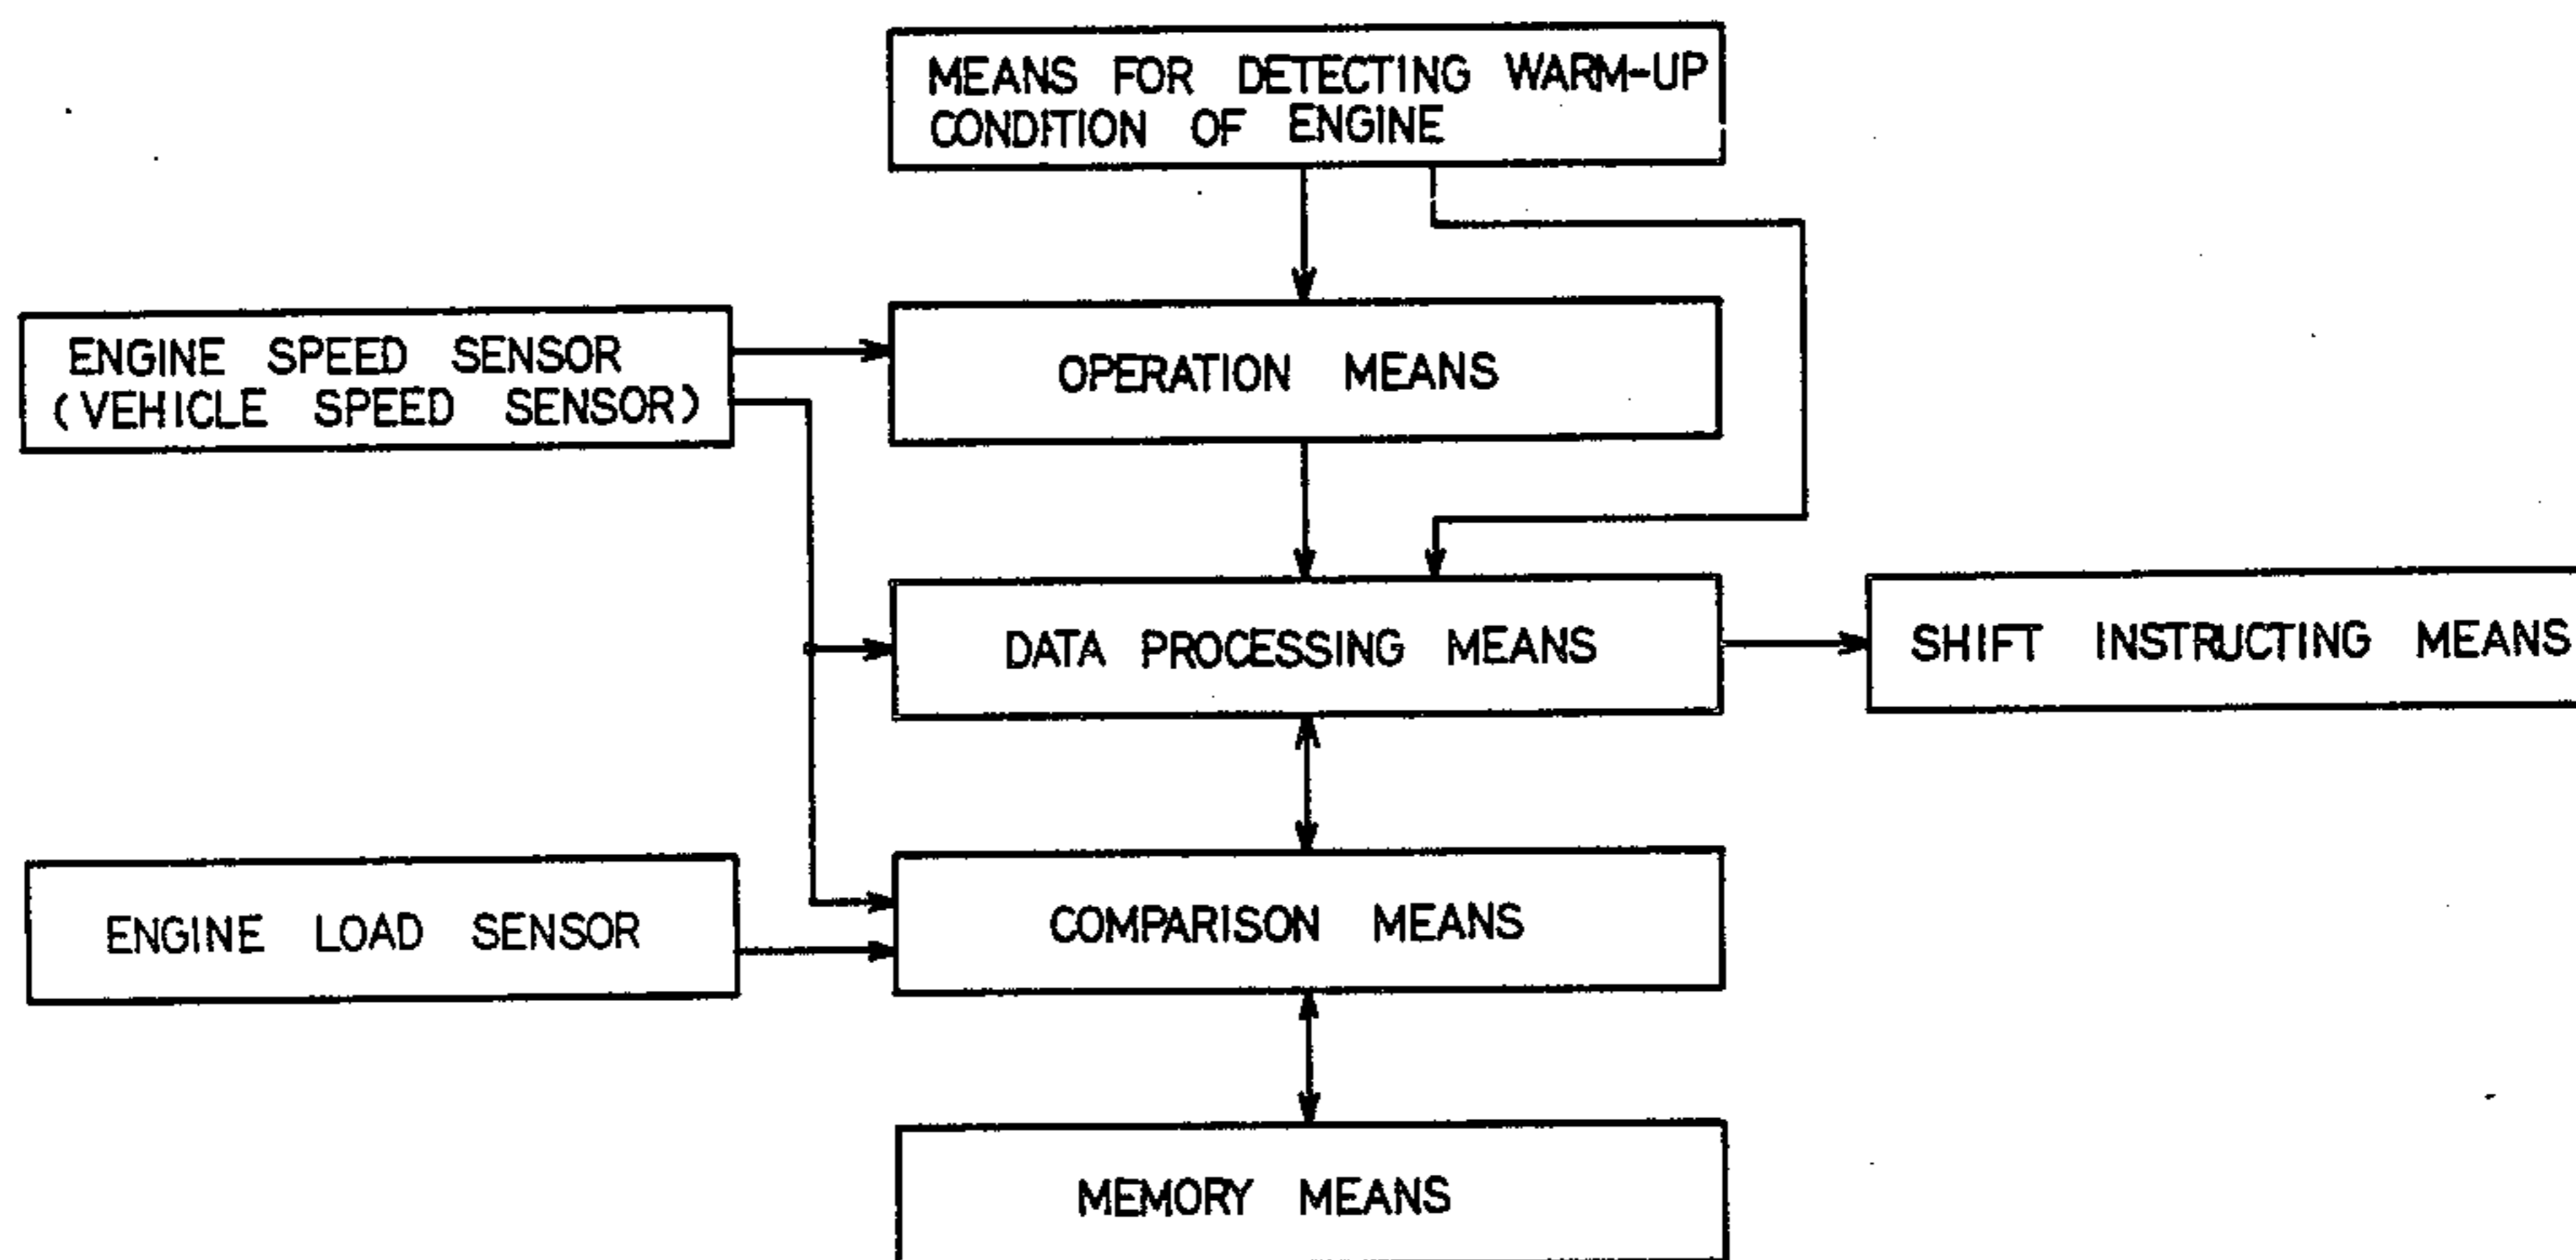 MEANS FOR DETECTING WARM-UP
CONDITION OF ENGINE
ENGINE SPEED SENSOR
(VEHICLE SPEED SENSOR)
OPERATION MEANS
DATA PROCESSING MEANS
SHIFT INSTRUCTING MEANS
ENGINE LOAD SENSOR
COMPARISON MEANS
MEMORY MEANS